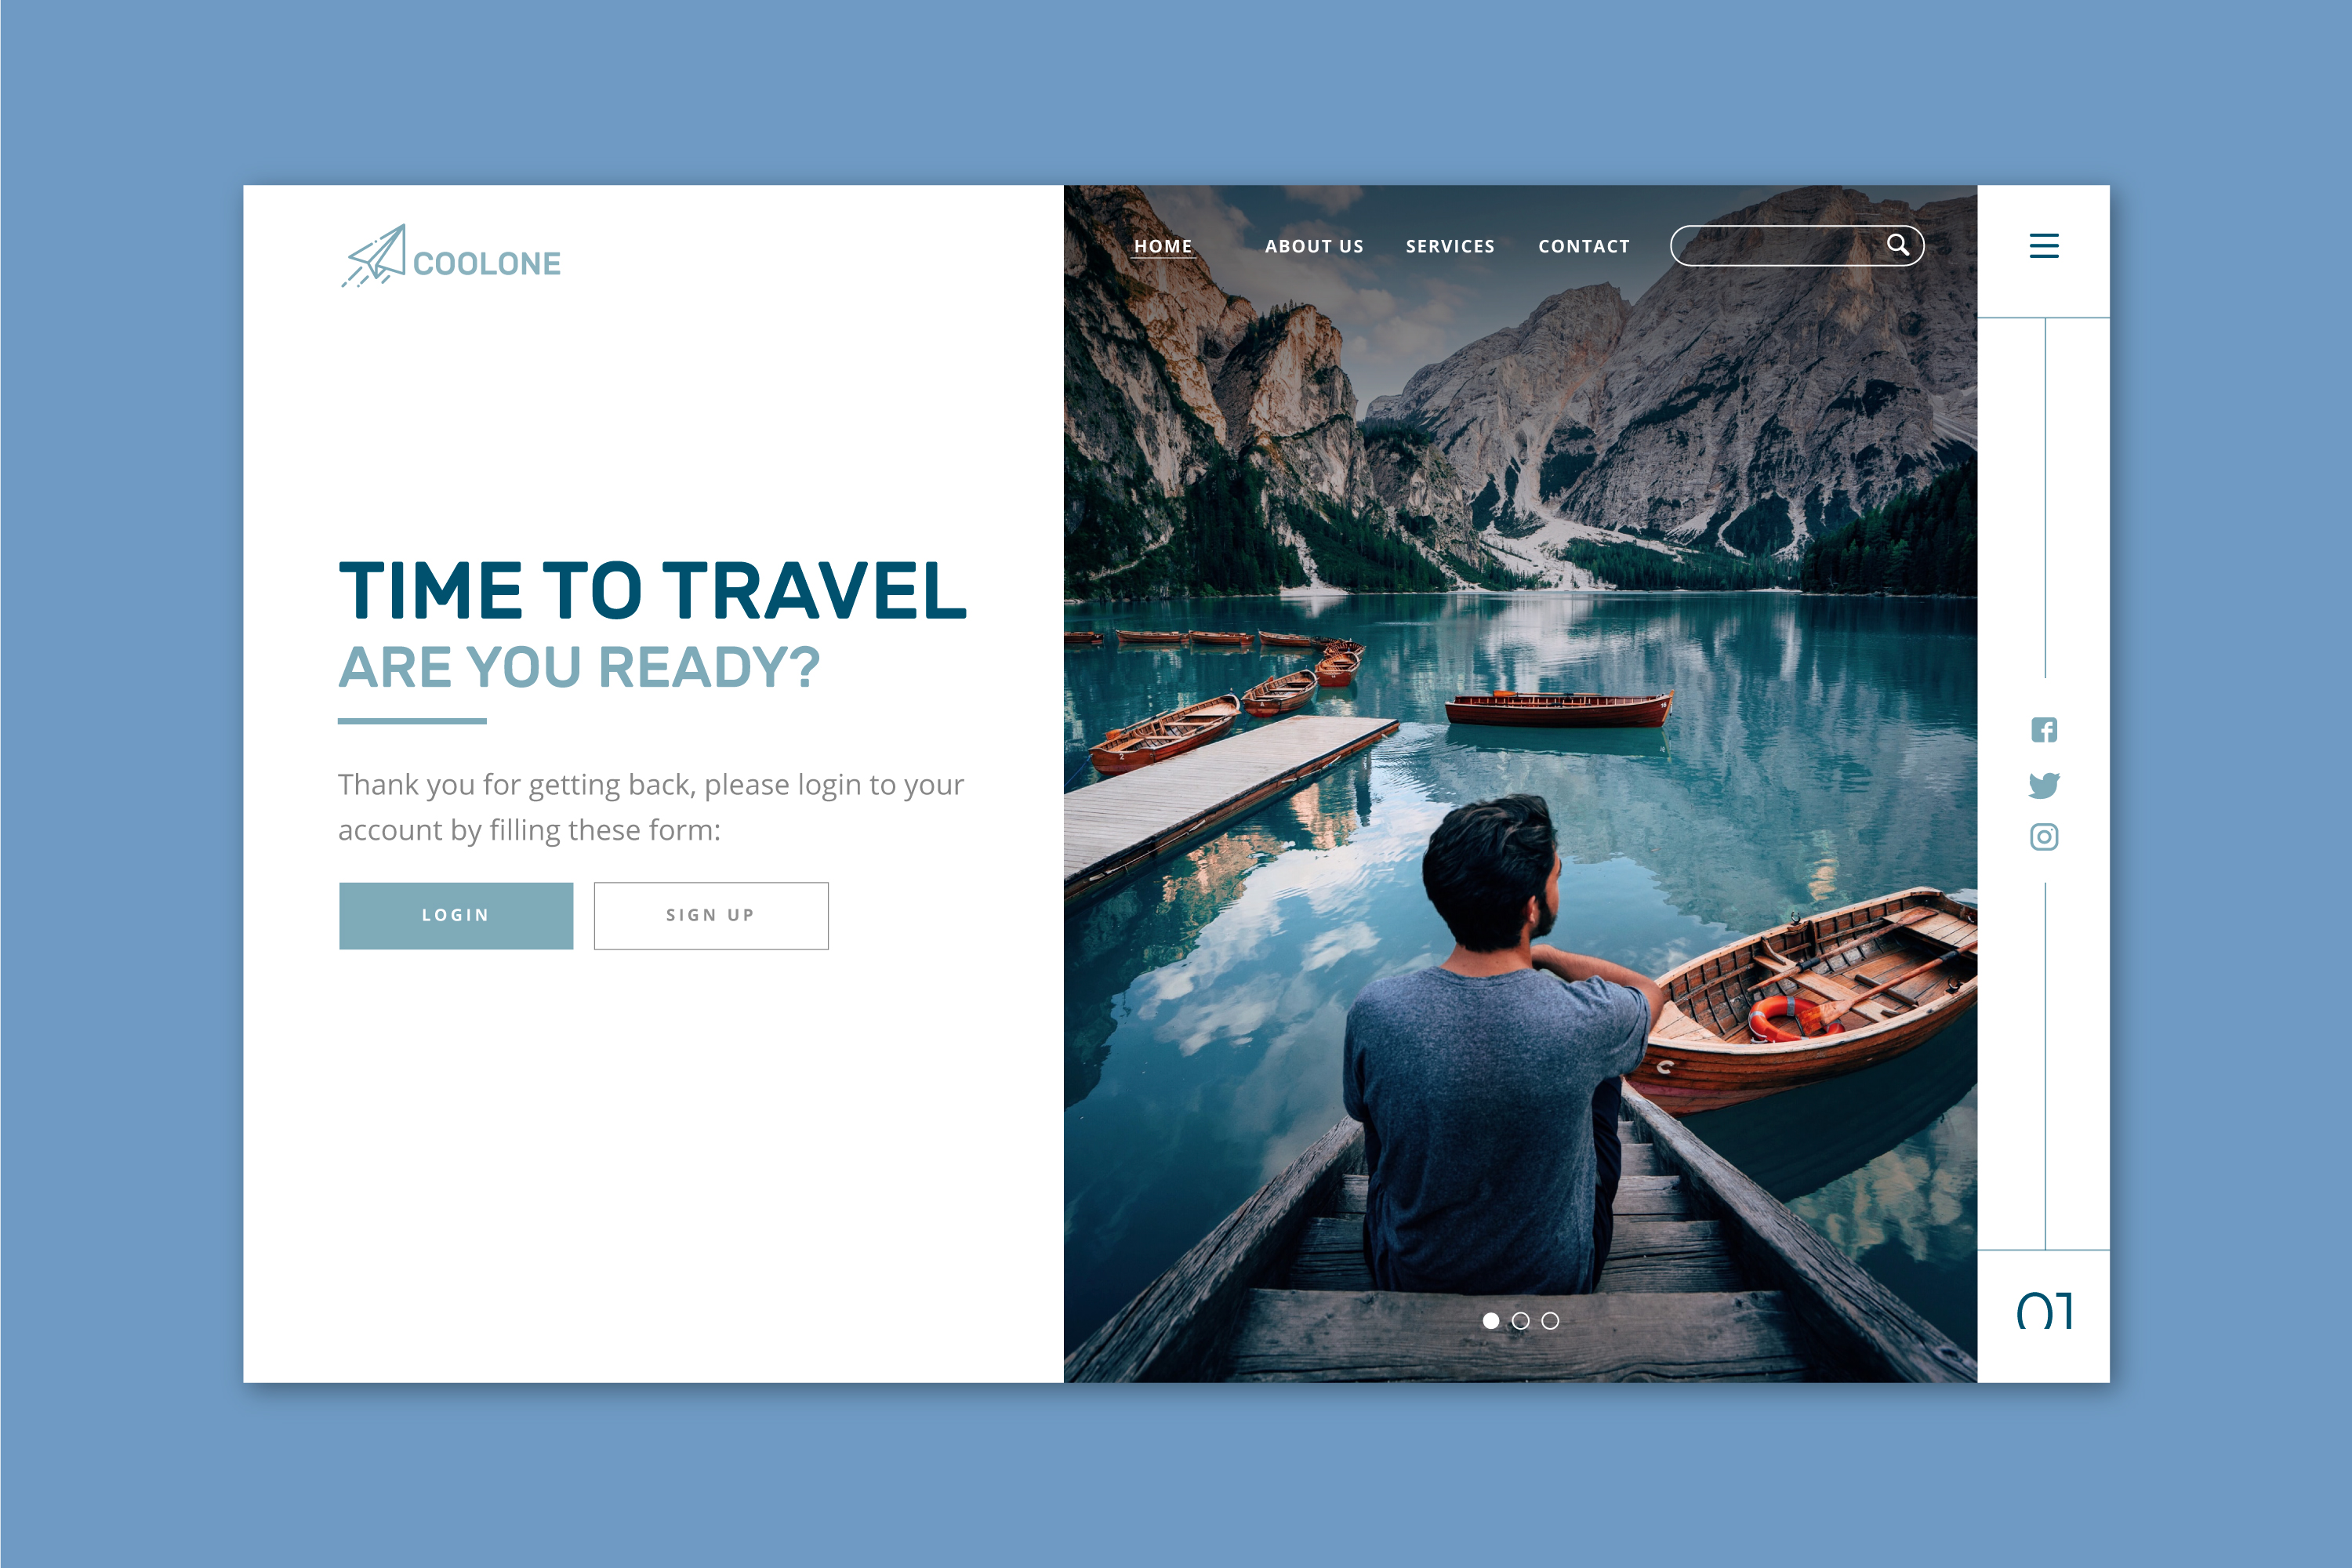 COOLONE
HOME ABOUT US SERVICES CONTACT
TIME TO TRAVEL
ARE YOU READY?
Thank you for getting back, please login to your
account by filling these form:
LOGIN SIGN UP
C
01